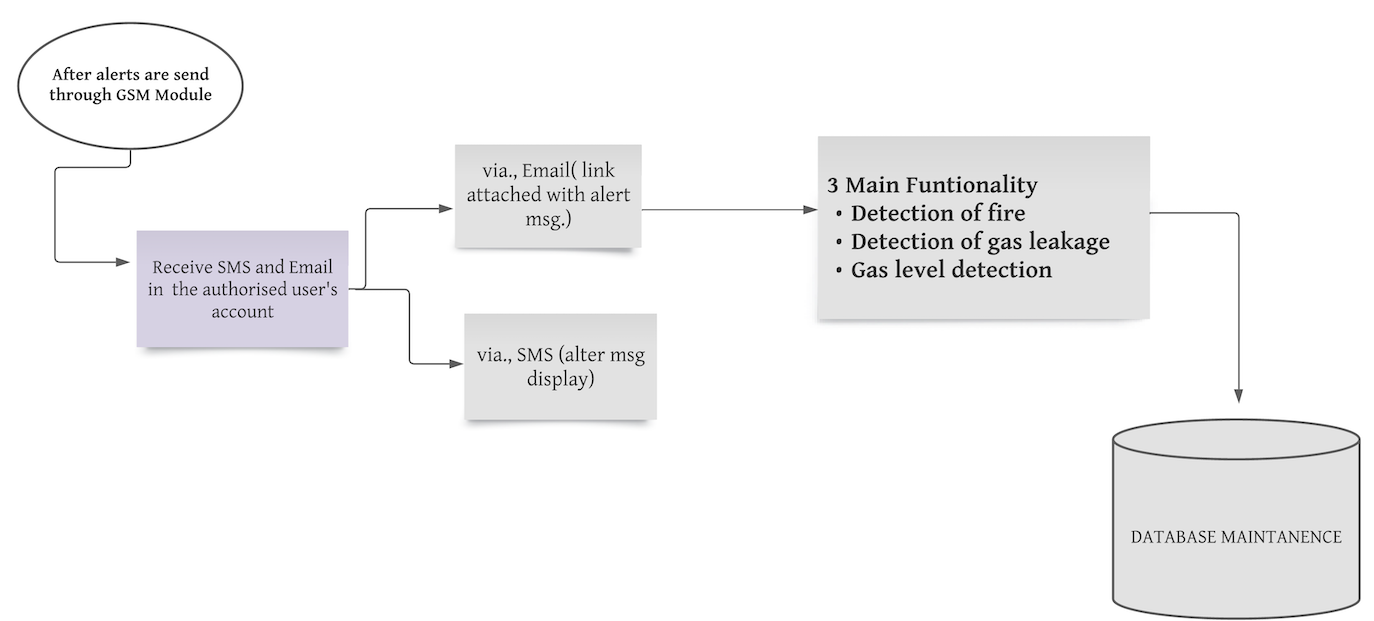 After alerts are send
through GSM Module
Receive SMS and Email
in the authorised user's
account
via., Email( link
attached with alert
msg.)
via., SMS (alter msg
display)
3 Main Funtionality
• Detection of fire
• Detection of gas leakage
• Gas level detection
DATABASE MAINTANENCE